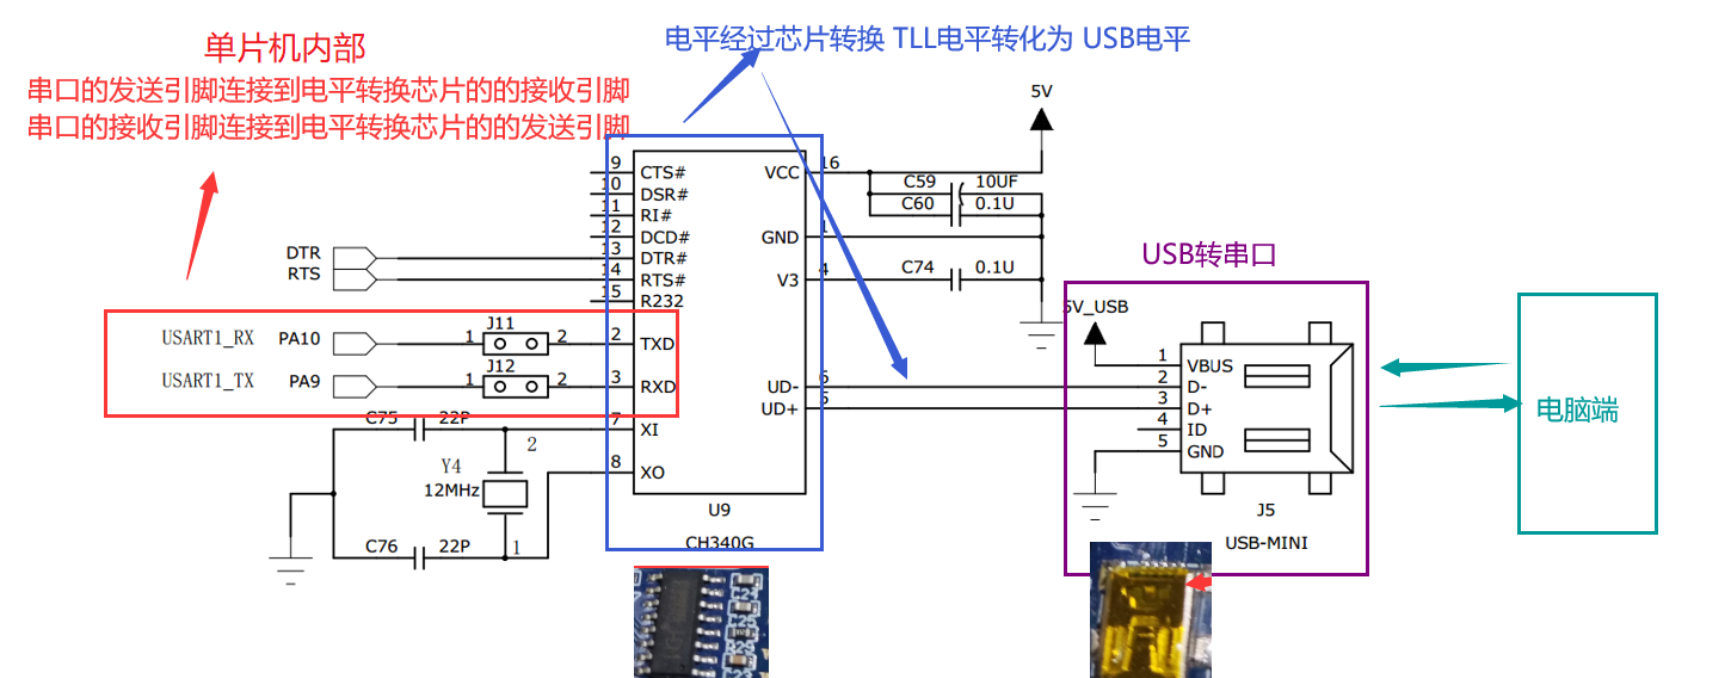 单片机内部
串口的发送引脚连接到电平转换芯片的的接收引脚
串口的接收引脚连接到电平转换芯片的的发送引脚
电平经过芯片转换 TLL电平转化为 USB电平
5V
9 CTS#
10 DSR#
11 RI#
12 DCD#
DTR 13 DTR#
RTS 14 RTS#
15 R232
USART1_RX PA10 1 J11 2 2 TXD
USART1_TX PA9 1 J12 2 3 RXD
C75 22P 7 XI
2
Y4
12MHz
8 XO
C76 22P 1
VCC 16
C59 10UF
C60 0.1U
GND 1
V3 4 C74 0.1U
UD- 6
UD+ 5
U9
CH340G
USB转串口
5V_USB
1 VBUS
2 D-
3 D+
4 ID
5 GND
J5
USB-MINI
电脑端